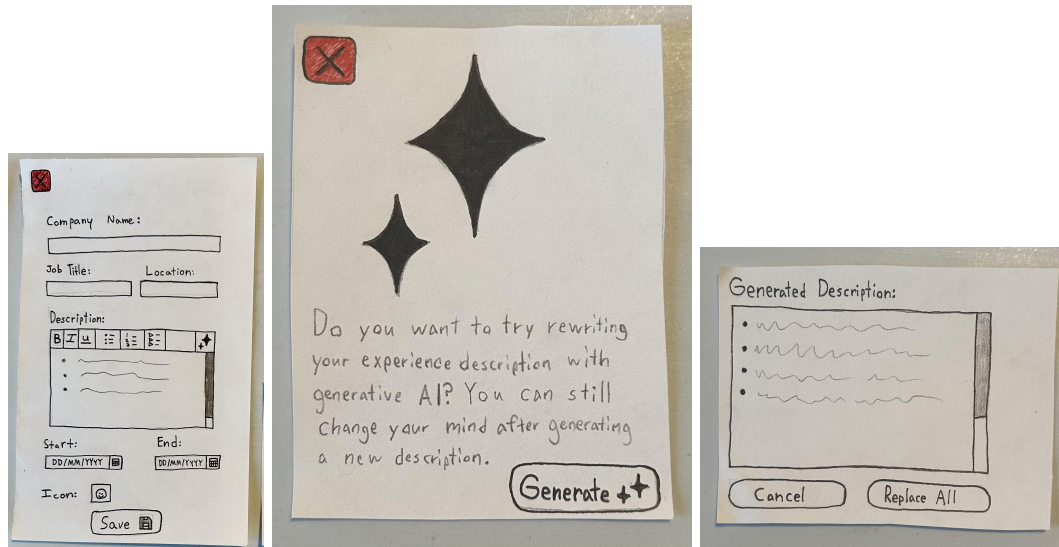 X
Company Name:
Job Title:
Location:
Description:
B I U
Start:
End:
DD/MM/YYYY
DD/MM/YYYY
Icon:
Save
X
Do you want to try rewriting
your experience description with
generative AI? You can still
change your mind after generating
a new description.
Generate
Generated Description:
Cancel
Replace All